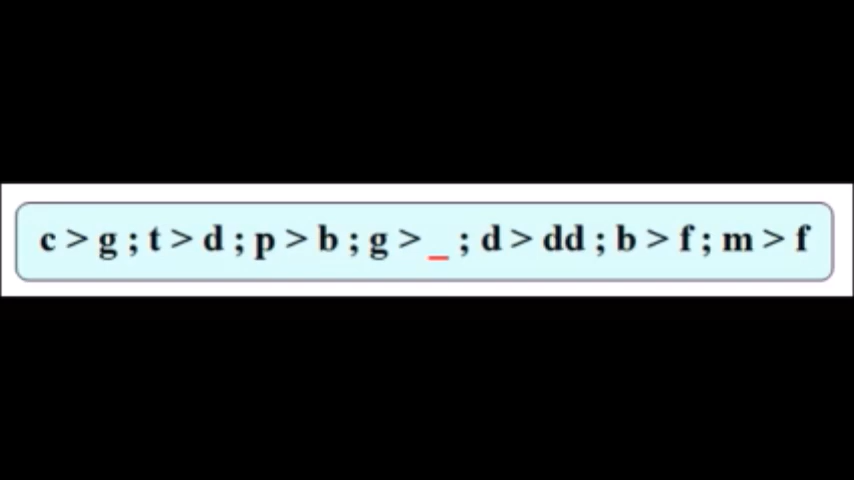 c > g ; t > d ; p > b ; g > _ ; d > dd ; b > f ; m > f